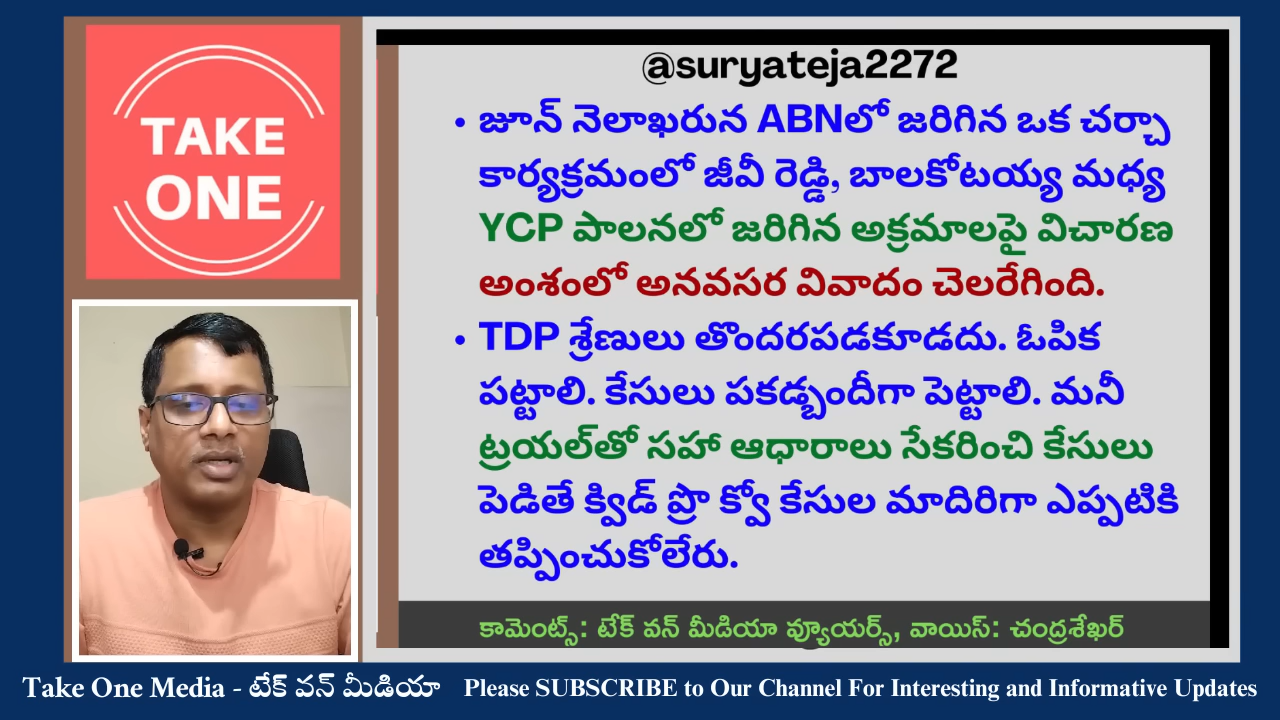 TAKE
ONE
@suryateja2272
• జూన్ నెలాఖరున ABNలో జరిగిన ఒక చర్చా
కార్యక్రమంలో జీవీ రెడ్డి, బాలకోటయ్య మధ్య
YCP పాలనలో జరిగిన అక్రమాలపై విచారణ
అంశంలో అనవసర వివాదం చెలరేగింది.
• TDP శ్రేణులు తొందరపడకూడదు. ఓపిక
పట్టాలి. కేసులు పకడ్బందీగా పెట్టాలి. మనీ
ట్రయల్‌తో సహా ఆధారాలు సేకరించి కేసులు
పెడితే క్విడ్ ప్రొ క్వో కేసుల మాదిరిగా ఎప్పటికి
తప్పించుకోలేరు.
కామెంట్స్: టేక్ వన్ మీడియా వ్యూయర్స్, వాయిస్: చంద్రశేఖర్
Take One Media - టేక్ వన్ మీడియా Please SUBSCRIBE to Our Channel For Interesting and Informative Updates